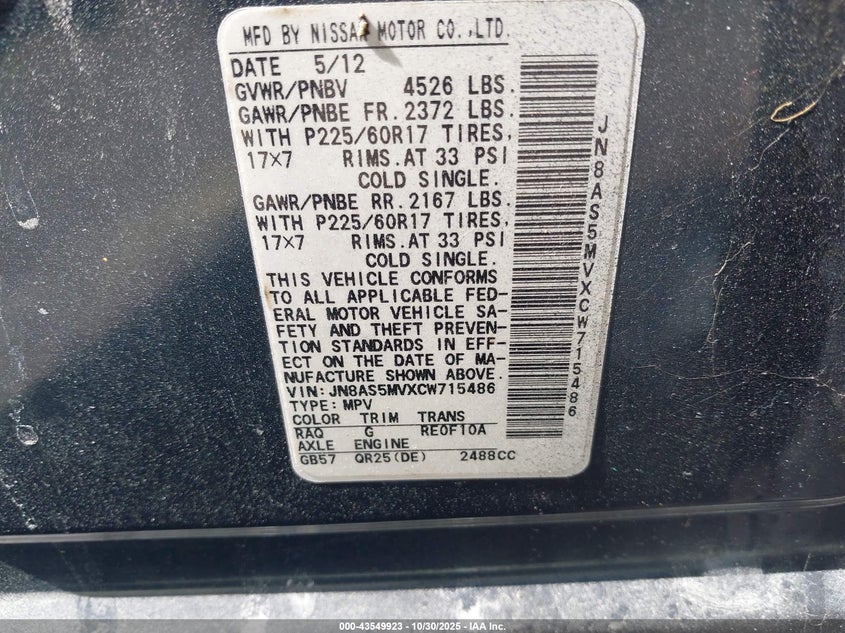 MFD BY NISSAN MOTOR CO.,LTD.
DATE 5/12
GVWR/PNBV 4526 LBS.
GAWR/PNBE FR.2372 LBS.
WITH P225/60R17 TIRES,
17×7 RIMS.AT 33 PSI
COLD SINGLE.
GAWR/PNBE RR.2167 LBS.
WITH P225/60R17 TIRES,
17×7 RIMS.AT 33 PSI
COLD SINGLE.
THIS VEHICLE CONFORMS
TO ALL APPLICABLE FED-
ERAL MOTOR VEHICLE SA-
FETY AND THEFT PREVEN-
TION STANDARDS IN EFF-
ECT ON THE DATE OF MA-
NUFACTURE SHOWN ABOVE.
VIN:JN8AS5MVXCW715486
TYPE:MPV
COLOR TRIM TRANS
RAQ G RE0F10A
AXLE ENGINE
GB57 QR25(DE) 2488CC
JN8AS5MVXCW715486
000-43549923 - 10/30/2025 - IAA Inc.